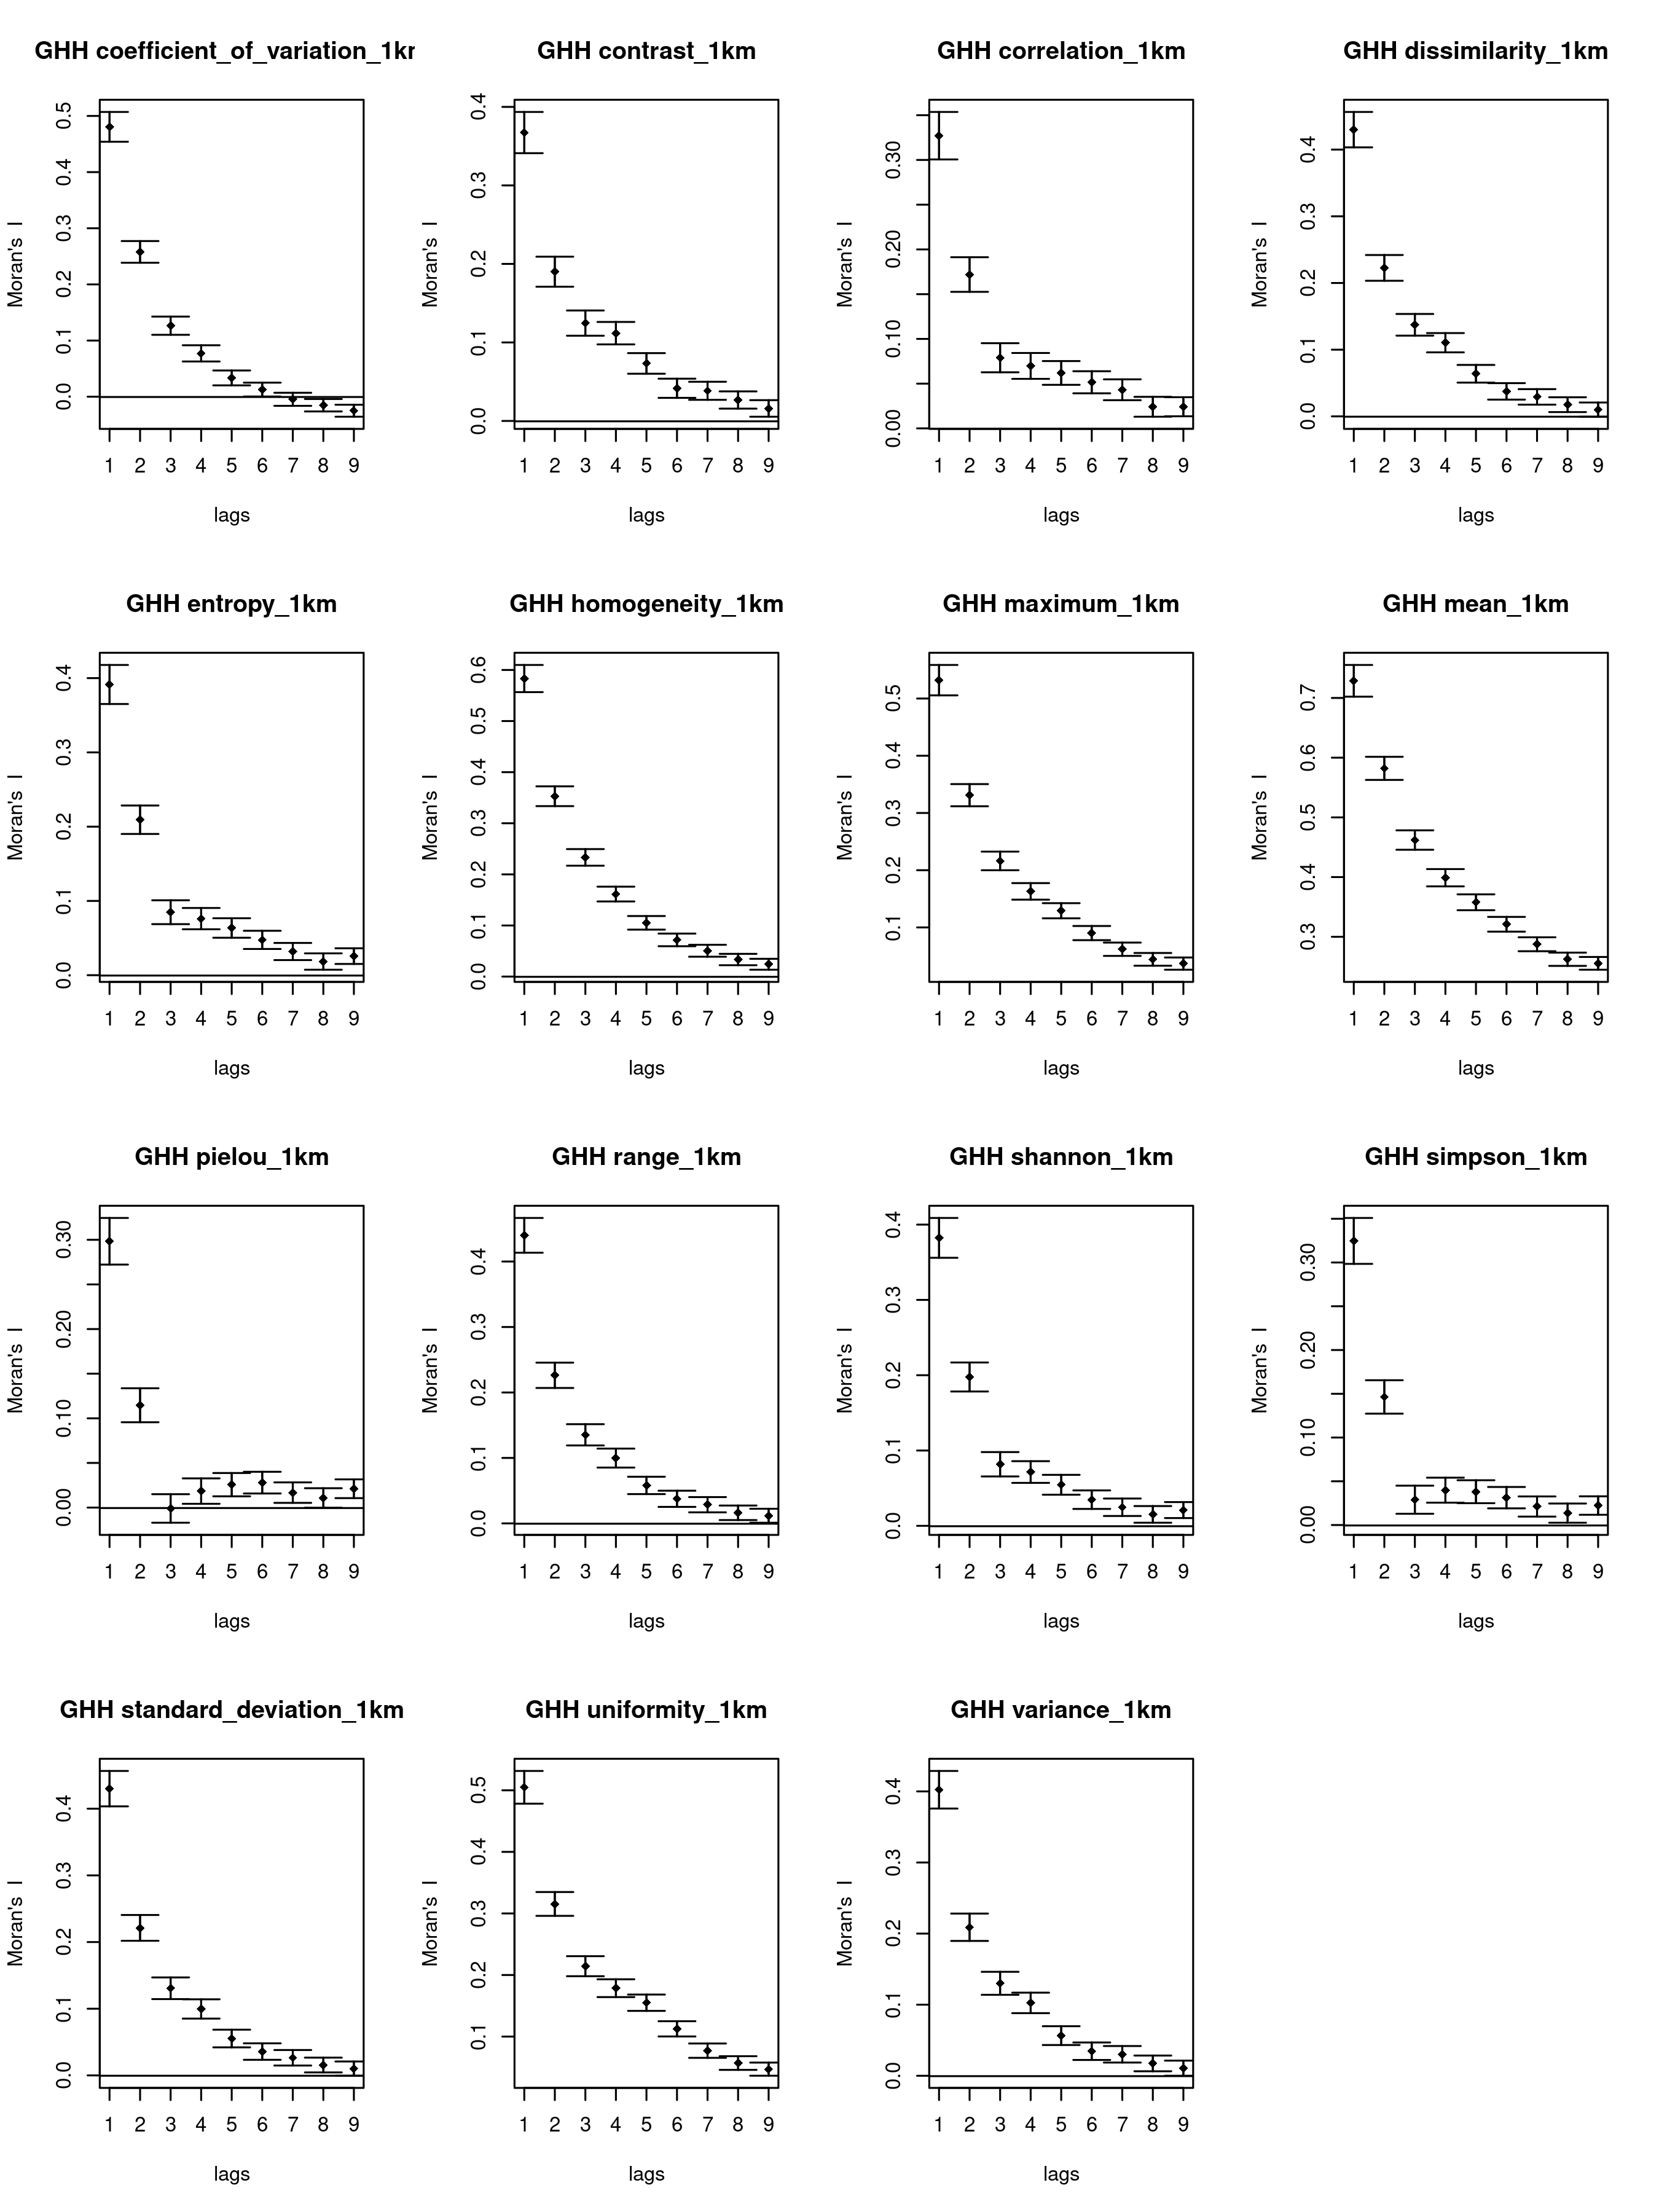 GHH coefficient_of_variation_1kr
GHH contrast_1km
GHH correlation_1km
GHH dissimilarity_1km
Moran's I
0.0 0.1 0.2 0.3 0.4 0.5
1 2 3 4 5 6 7 8 9
lags
Moran's I
0.0 0.1 0.2 0.3 0.4
1 2 3 4 5 6 7 8 9
lags
Moran's I
0.00 0.10 0.20 0.30
1 2 3 4 5 6 7 8 9
lags
Moran's I
0.0 0.1 0.2 0.3 0.4
1 2 3 4 5 6 7 8 9
lags
GHH entropy_1km
GHH homogeneity_1km
GHH maximum_1km
GHH mean_1km
Moran's I
0.0 0.1 0.2 0.3 0.4
1 2 3 4 5 6 7 8 9
lags
Moran's I
0.0 0.1 0.2 0.3 0.4 0.5 0.6
1 2 3 4 5 6 7 8 9
lags
Moran's I
0.1 0.2 0.3 0.4 0.5
1 2 3 4 5 6 7 8 9
lags
Moran's I
0.3 0.4 0.5 0.6 0.7
1 2 3 4 5 6 7 8 9
lags
GHH pielou_1km
GHH range_1km
GHH shannon_1km
GHH simpson_1km
Moran's I
0.00 0.10 0.20 0.30
1 2 3 4 5 6 7 8 9
lags
Moran's I
0.0 0.1 0.2 0.3 0.4
1 2 3 4 5 6 7 8 9
lags
Moran's I
0.0 0.1 0.2 0.3 0.4
1 2 3 4 5 6 7 8 9
lags
Moran's I
0.00 0.10 0.20 0.30
1 2 3 4 5 6 7 8 9
lags
GHH standard_deviation_1km
GHH uniformity_1km
GHH variance_1km
Moran's I
0.0 0.1 0.2 0.3 0.4
1 2 3 4 5 6 7 8 9
lags
Moran's I
0.1 0.2 0.3 0.4 0.5
1 2 3 4 5 6 7 8 9
lags
Moran's I
0.0 0.1 0.2 0.3 0.4
1 2 3 4 5 6 7 8 9
lags